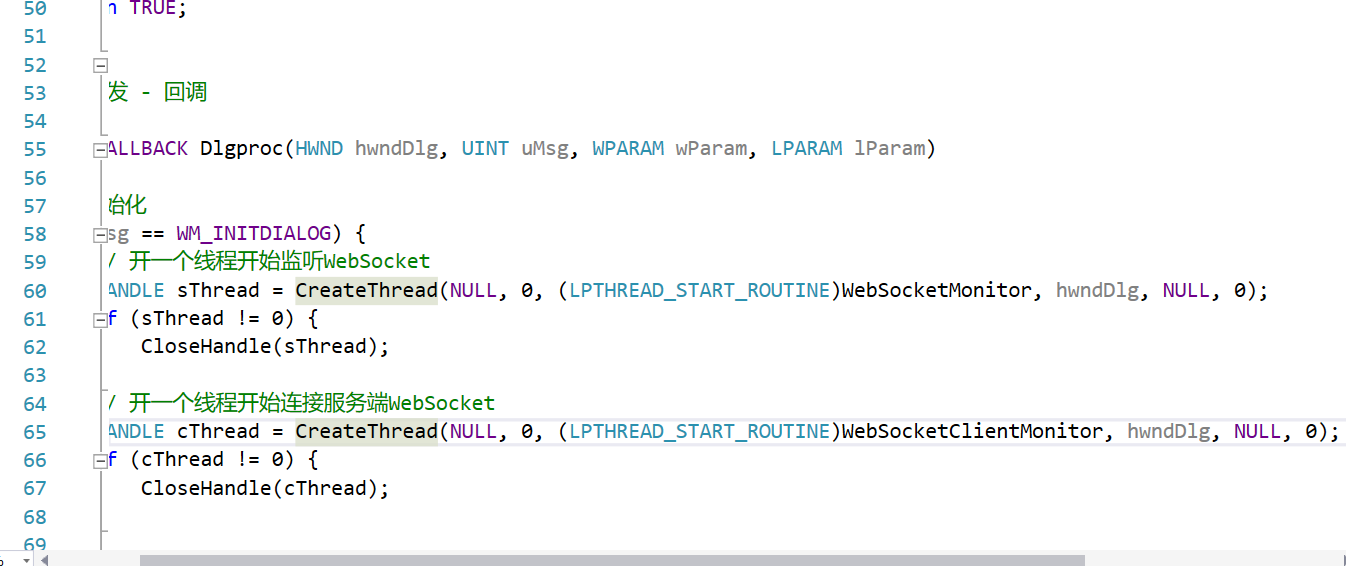 50 n TRUE;
51
52
53 发 - 回调
54
55 ALLBACK Dlgproc(HWND hwndDlg, UINT uMsg, WPARAM wParam, LPARAM lParam)
56
57 始化
58 sg == WM_INITDIALOG) {
59 / 开一个线程开始监听WebSocket
60 ANDLE sThread = CreateThread(NULL, 0, (LPTHREAD_START_ROUTINE)WebSocketMonitor, hwndDlg, NULL, 0);
61 f (sThread != 0) {
62 CloseHandle(sThread);
63
64 / 开一个线程开始连接服务端WebSocket
65 ANDLE cThread = CreateThread(NULL, 0, (LPTHREAD_START_ROUTINE)WebSocketClientMonitor, hwndDlg, NULL, 0);
66 f (cThread != 0) {
67 CloseHandle(cThread);
68
69